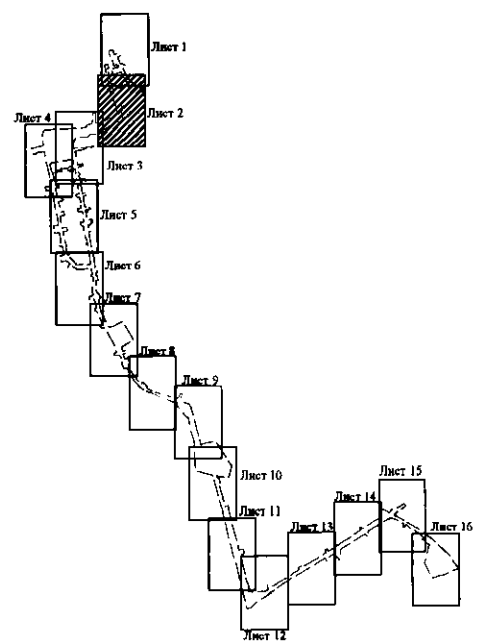 Лист 1
Лист 2
Лист 4
Лист 3
Лист 5
Лист 6
Лист 7
Лист 8
Лист 9
Лист 10
Лист 11
Лист 15
Лист 14
Лист 13
Лист 16
Лист 12